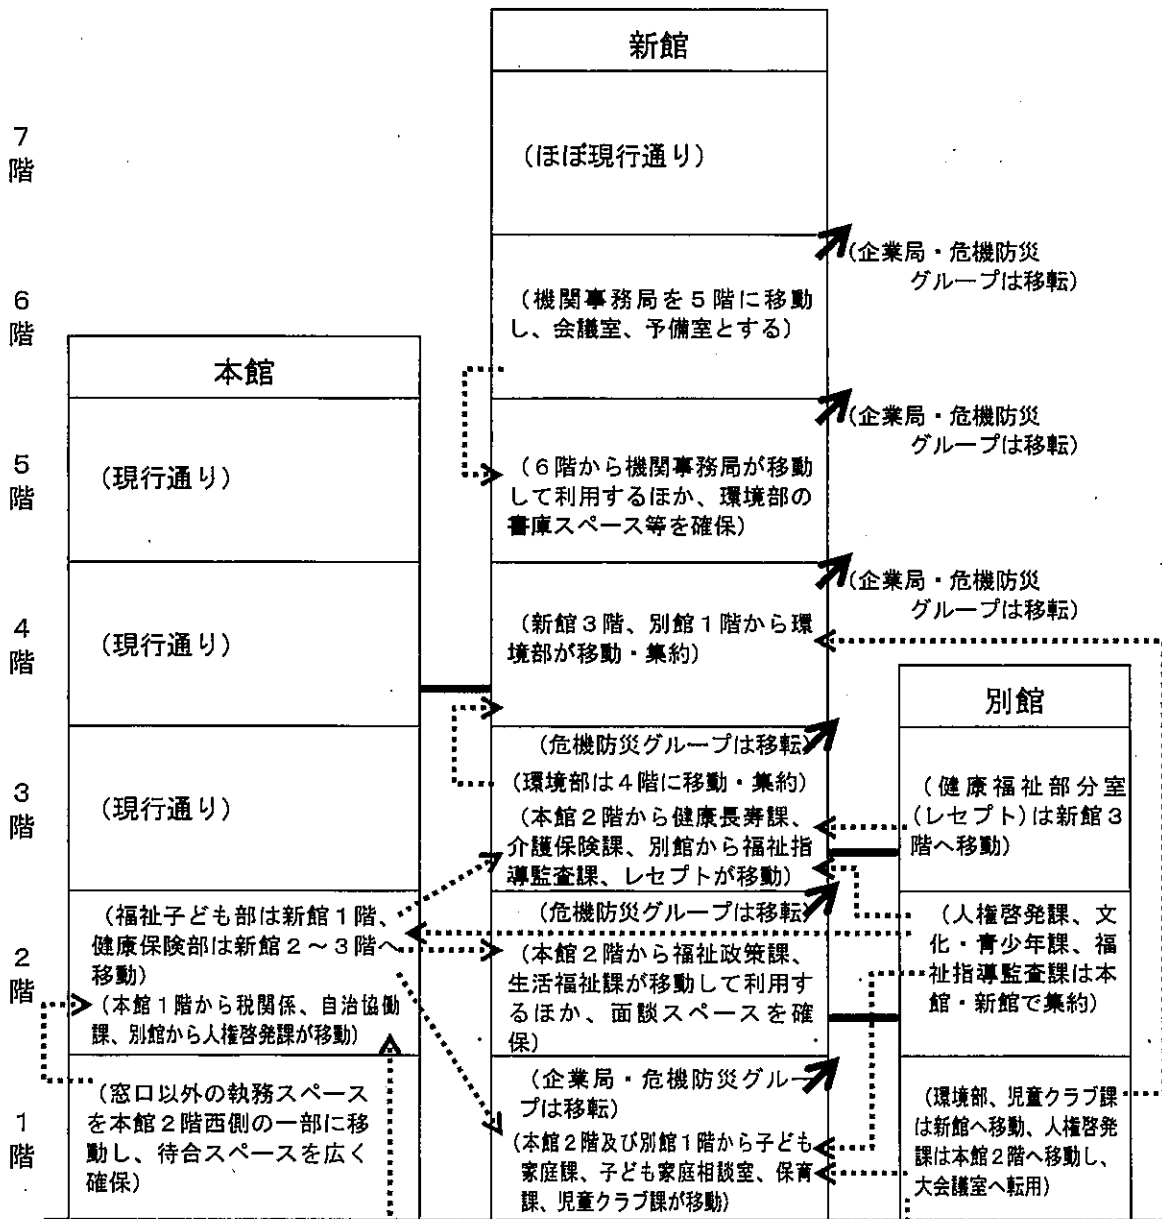 新館
7
階
(ほぼ現行通り)
(企業局・危機防災
グループは移転)
6
階
(機関事務局を5階に移動
し、会議室、予備室とする)
本館
(企業局・危機防災
グループは移転)
5
階
(現行通り)
(6階から機関事務局が移動
して利用するほか、環境部の
書庫スペース等を確保)
(企業局・危機防災
グループは移転)
4
階
(現行通り)
(新館3階、別館1階から環
境部が移動・集約)
別館
3
階
(現行通り)
(危機防災グループは移転)
(環境部は4階に移動・集約)
(本館2階から健康長寿課、
介護保険課、別館から福祉指
導監査課、レセプトが移動)
(健康福祉部分室
(レセプト)は新館3
階へ移動)
2
階
(福祉子ども部は新館1階、
健康保険部は新館2~3階へ
移動)
(本館1階から税関係、自治協働
課、別館から人権啓発課が移動)
(危機防災グループは移転)
(本館2階から福祉政策課、
生活福祉課が移動して利用す
るほか、面談スペースを確
保)
(人権啓発課、文
化・青少年課、福
祉指導監査課は本
館・新館で集約)
1
階
(窓口以外の執務スペース
を本館2階西側の一部に移
動し、待合スペースを広く
確保)
(企業局・危機防災グルー
プは移転)
(本館2階及び別館1階から子ども
家庭課、子ども家庭相談室、保育
課、児童クラブ課が移動)
(環境部、児童クラブ課
は新館へ移動、人権啓発
課は本館2階へ移動し、
大会議室へ転用)